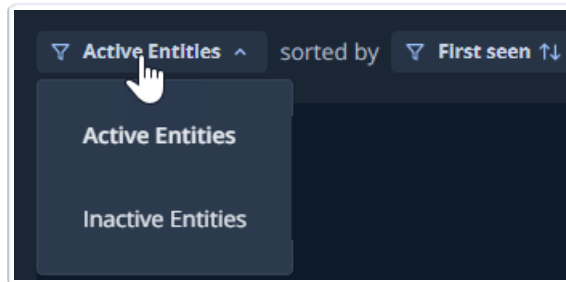 Active Entities sorted by First seen
Active Entities
Inactive Entities